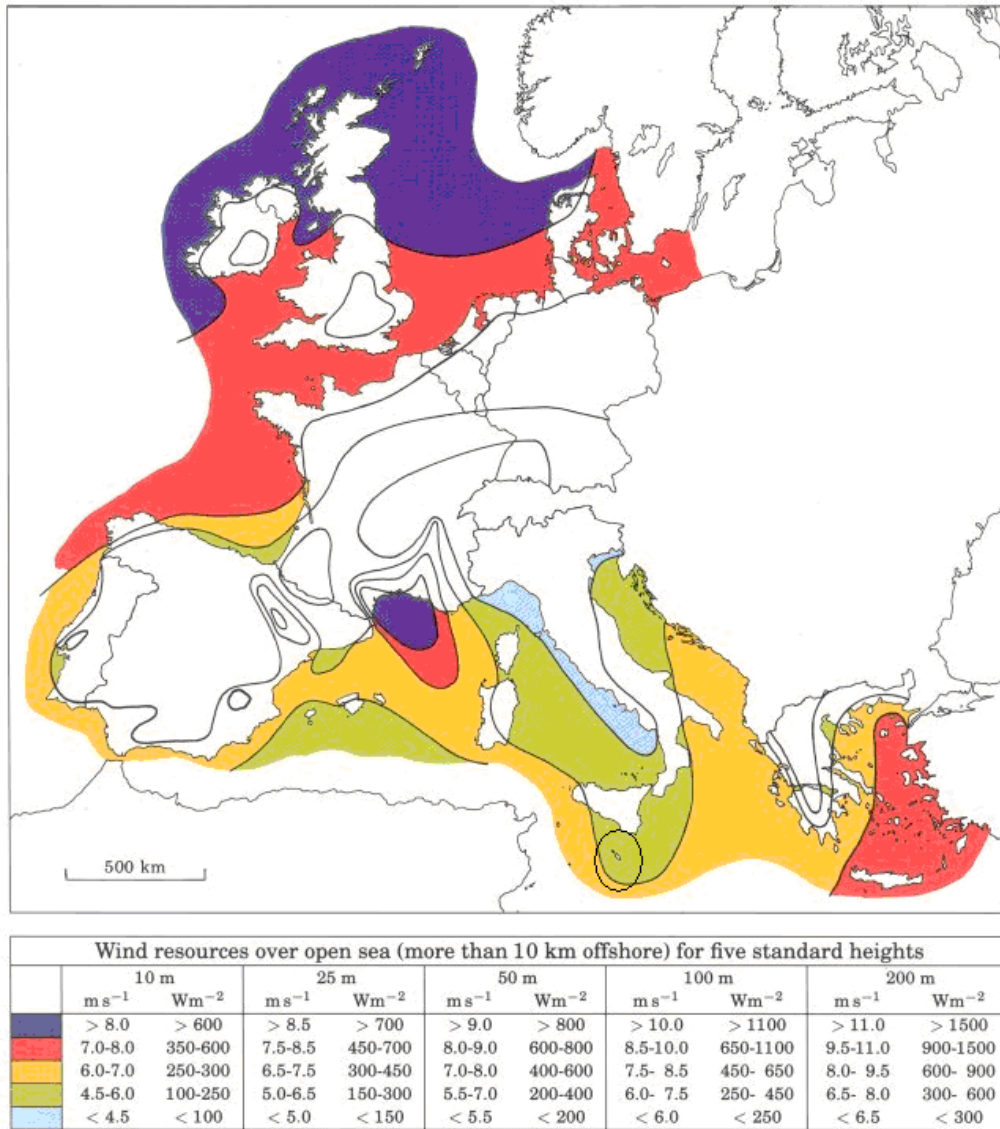 500 km
Wind resources over open sea (more than 10 km offshore) for five standard heights
10 m 25 m 50 m 100 m 200 m
m s⁻¹ Wm⁻² m s⁻¹ Wm⁻² m s⁻¹ Wm⁻² m s⁻¹ Wm⁻² m s⁻¹ Wm⁻²
> 8.0 > 600 > 8.5 > 700 > 9.0 > 800 > 10.0 > 1100 > 11.0 > 1500
7.0-8.0 350-600 7.5-8.5 450-700 8.0-9.0 600-800 8.5-10.0 650-1100 9.5-11.0 900-1500
6.0-7.0 250-300 6.5-7.5 300-450 7.0-8.0 400-600 7.5- 8.5 450- 650 8.0- 9.5 600- 900
4.5-6.0 100-250 5.0-6.5 150-300 5.5-7.0 200-400 6.0- 7.5 250- 450 6.5- 8.0 300- 600
< 4.5 < 100 < 5.0 < 150 < 5.5 < 200 < 6.0 < 250 < 6.5 < 300